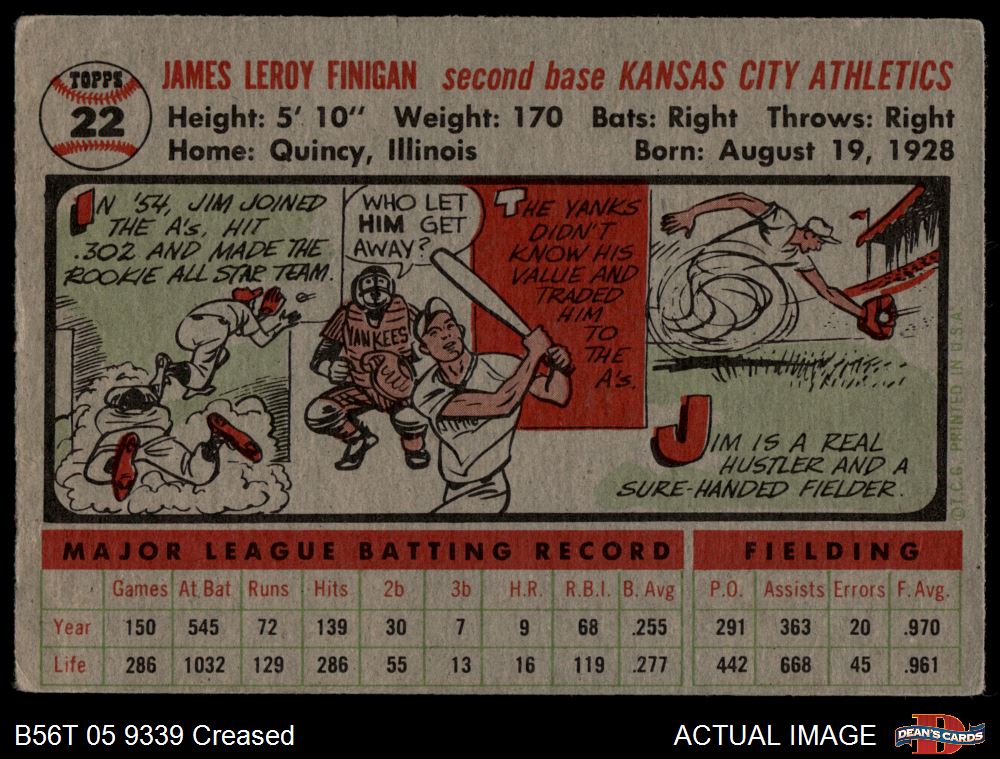 TOPPS
22
JAMES LEROY FINIGAN second base KANSAS CITY ATHLETICS
Height: 5' 10" Weight: 170 Bats: Right Throws: Right
Home: Quincy, Illinois Born: August 19, 1928
IN '54, JIM JOINED
THE A's, HIT
.302 AND MADE THE
ROOKIE ALL STAR TEAM.
WHO LET
HIM GET
AWAY?
YANKEES
THE YANKS
DIDN'T
KNOW HIS
VALUE AND
TRADED
HIM
TO
THE
A's.
JIM IS A REAL
HUSTLER AND A
SURE-HANDED FIELDER.
© T.C.G. PRINTED IN U.S.A.
MAJOR LEAGUE BATTING RECORD FIELDING
Games At Bat Runs Hits 2b 3b H.R. R.B.I. B. Avg P.O. Assists Errors F. Avg.
Year 150 545 72 139 30 7 9 68 .255 291 363 20 .970
Life 286 1032 129 286 55 13 16 119 .277 442 668 45 .961
B56T 05 9339 Creased ACTUAL IMAGE
DEAN'S CARDS